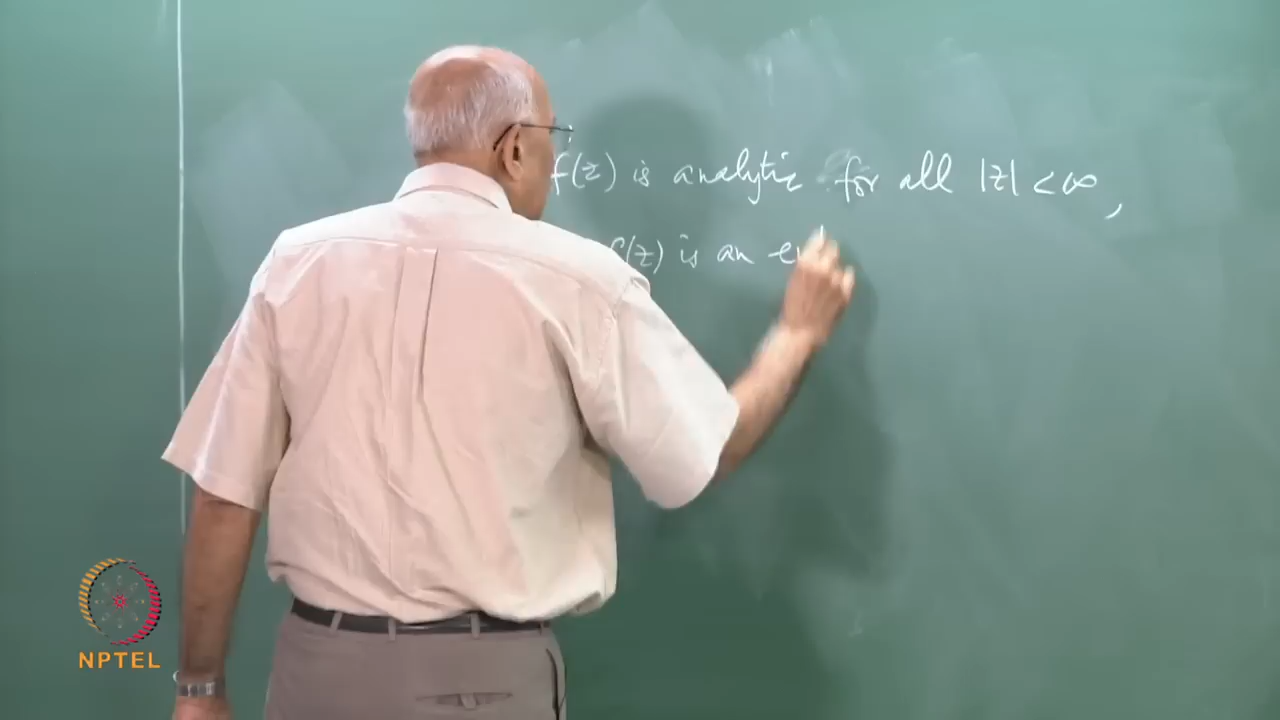 f(z) is analytic for all |z| < ∞,
f(z) is an
NPTEL